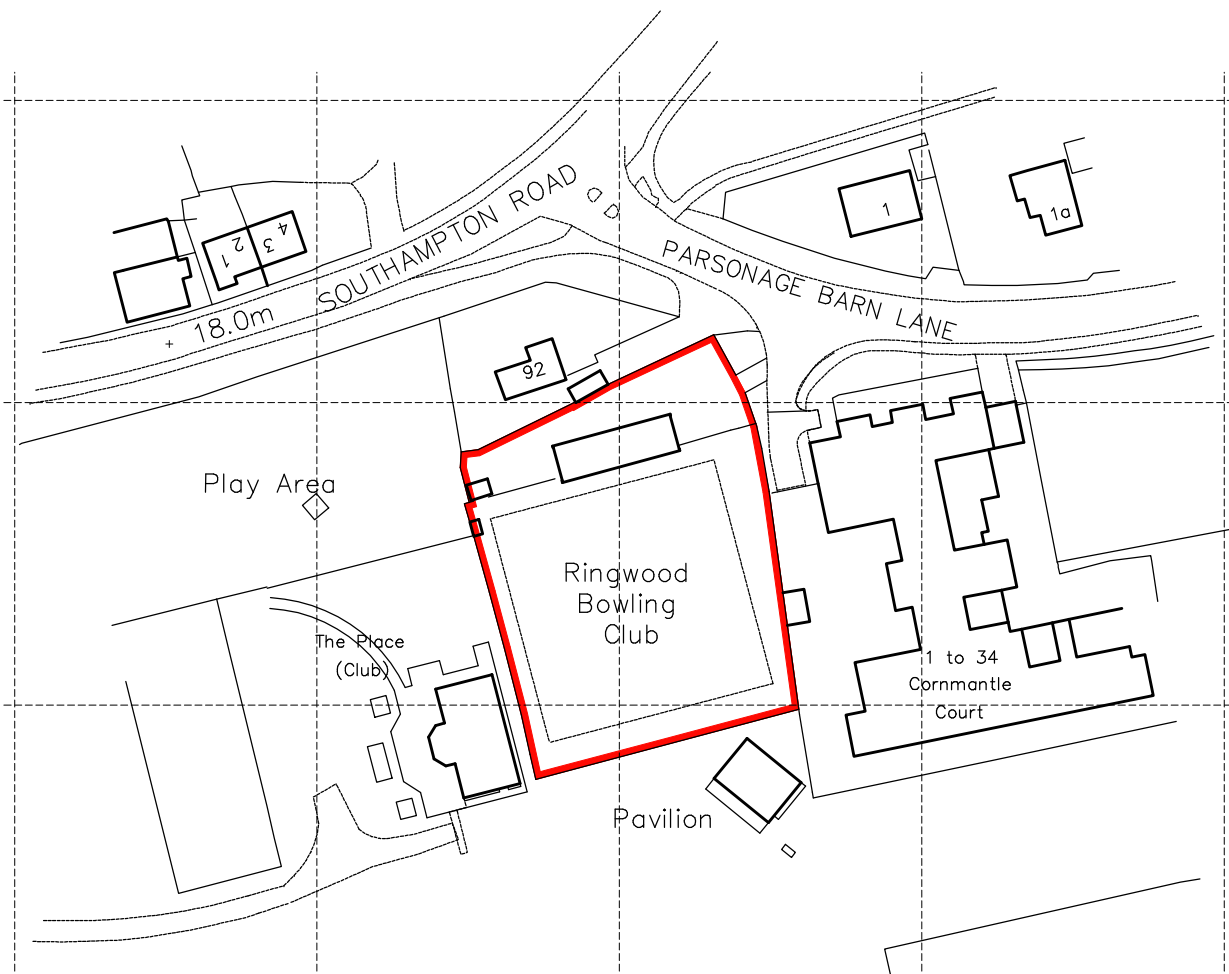 SOUTHAMPTON ROAD
PARSONAGE BARN LANE
1
1a
1 2
3 4
18.0m
92
Play Area
Ringwood
Bowling
Club
The Place
(Club)
1 to 34
Cornmantle
Court
Pavilion